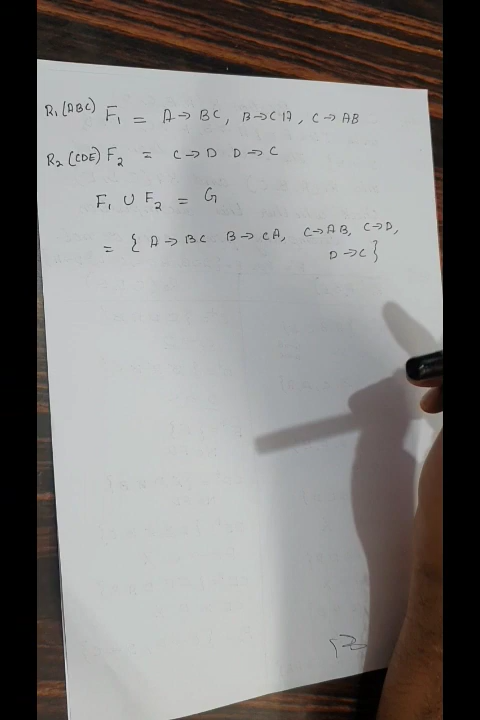 R₁(ABC) F₁ = A → BC, B → CA, C → AB
R₂(CDE) F₂ = C → D D → C
F₁ ∪ F₂ = G
= { A → BC B → CA, C → AB, C → D,
D → C }